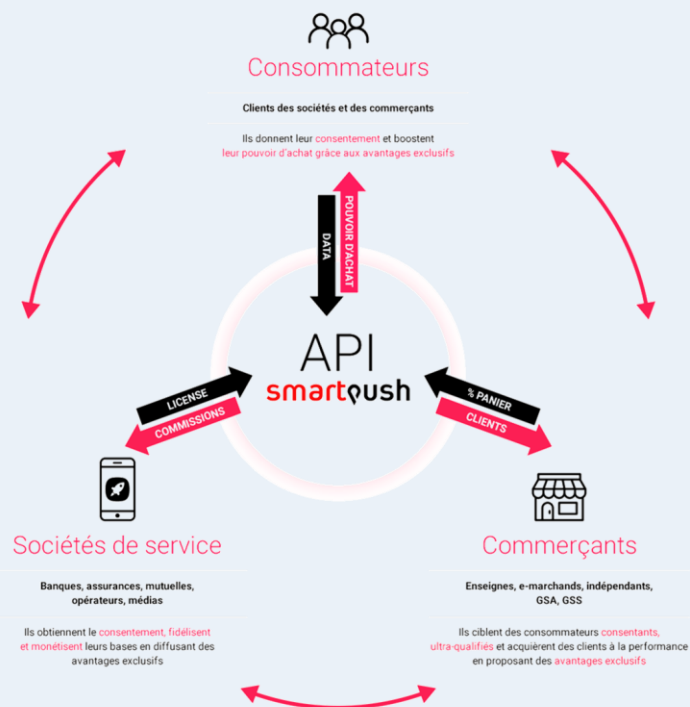 Consommateurs
Clients des sociétés et des commerçants
Ils donnent leur consentement et boostent
leur pouvoir d'achat grâce aux avantages exclusifs
DATA
POUVOIR D'ACHAT
API
smartpush
LICENSE
COMMISSIONS
% PANIER
CLIENTS
Sociétés de service
Banques, assurances, mutuelles,
opérateurs, médias
Ils obtiennent le consentement, fidélisent
et monétisent leurs bases en diffusant des
avantages exclusifs
Commerçants
Enseignes, e-marchands, indépendants,
GSA, GSS
Ils ciblent des consommateurs consentants,
ultra-qualifiés et acquièrent des clients à la performance
en proposant des avantages exclusifs